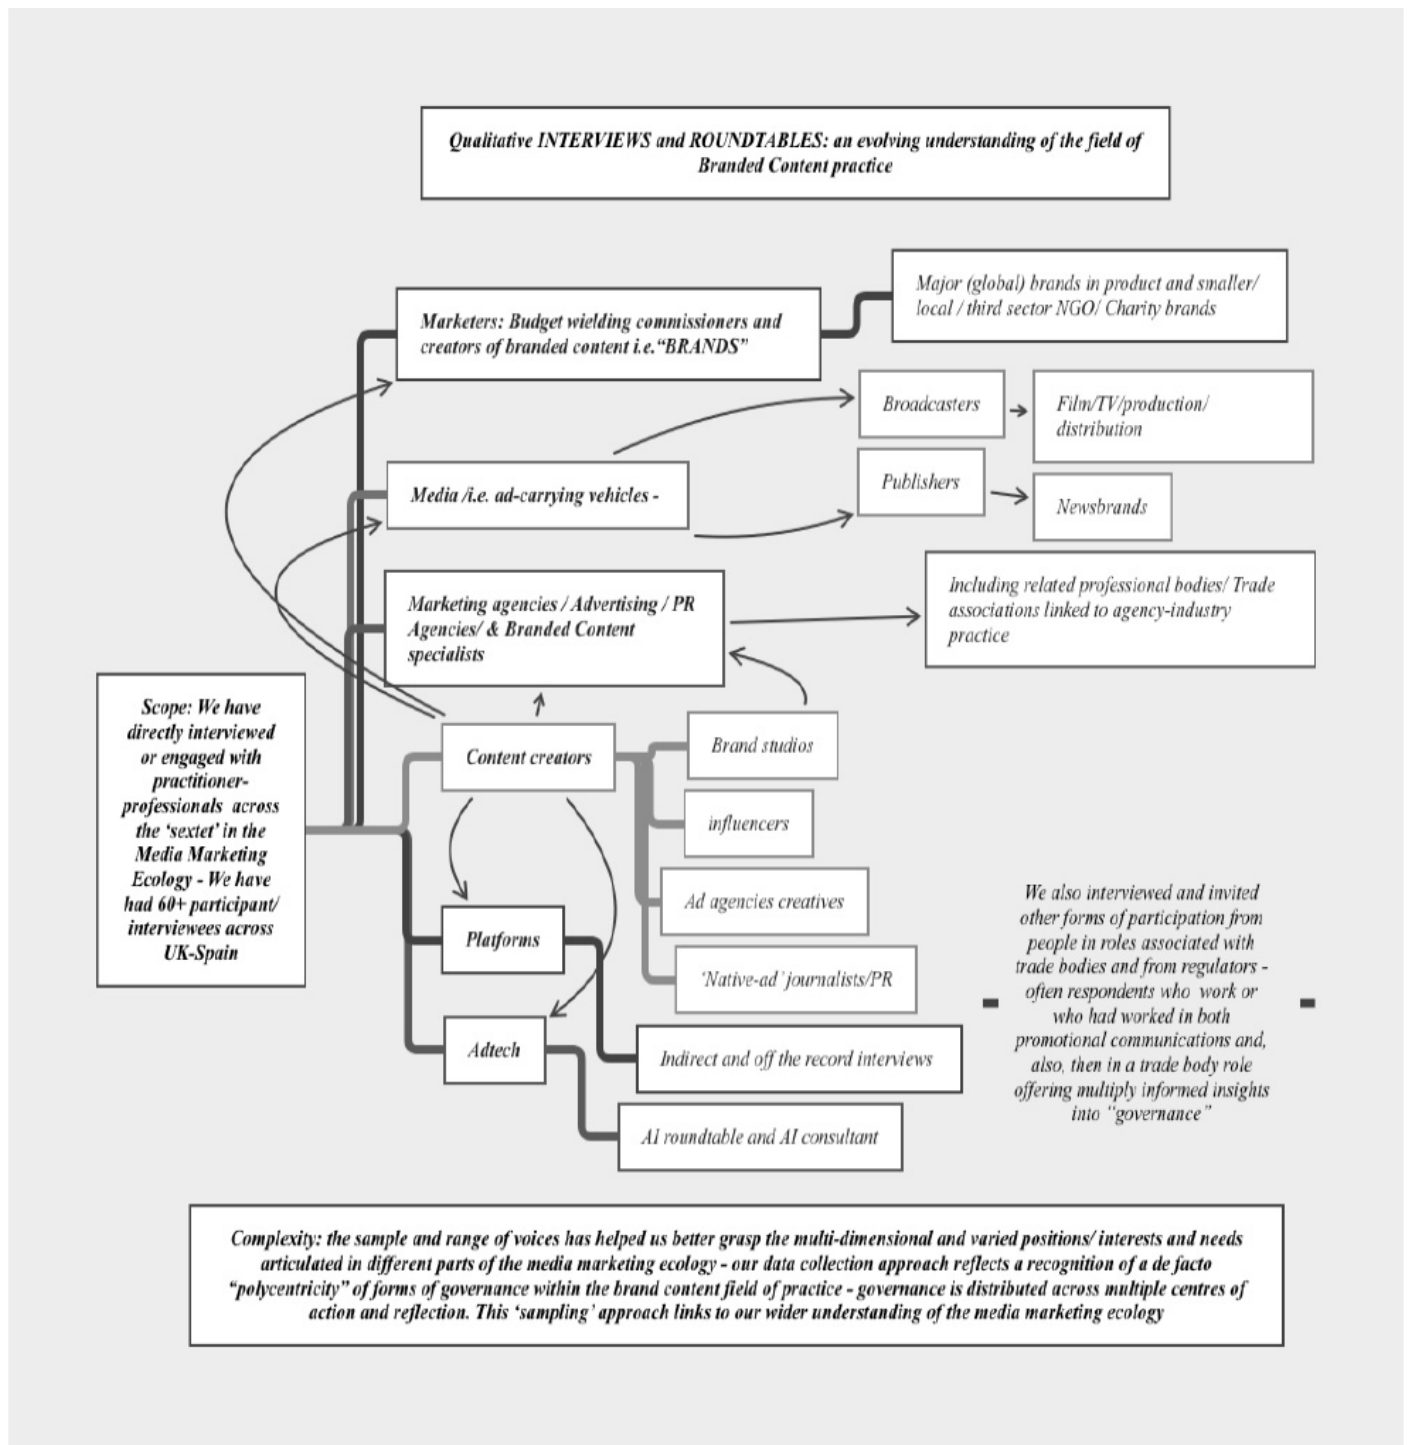 Qualitative INTERVIEWS and ROUNDTABLES: an evolving understanding of the field of
Branded Content practice
Major (global) brands in product and smaller/
local / third sector NGO/ Charity brands
Marketers: Budget wielding commissioners and
creators of branded content i.e.“BRANDS”
Broadcasters
Film/TV/production/
distribution
Media /i.e. ad-carrying vehicles -
Publishers
Newsbrands
Marketing agencies / Advertising / PR
Agencies/ & Branded Content
specialists
Including related professional bodies/ Trade
associations linked to agency-industry
practice
Scope: We have
directly interviewed
or engaged with
practitioner-
professionals across
the ‘sextet’ in the
Media Marketing
Ecology - We have
had 60+ participant/
interviewees across
UK-Spain
Content creators
Brand studios
influencers
Ad agencies creatives
‘Native-ad’ journalists/PR
Platforms
Indirect and off the record interviews
Adtech
AI roundtable and AI consultant
We also interviewed and invited
other forms of participation from
people in roles associated with
trade bodies and from regulators -
often respondents who work or
who had worked in both
promotional communications and,
also, then in a trade body role
offering multiply informed insights
into “governance”
Complexity: the sample and range of voices has helped us better grasp the multi-dimensional and varied positions/ interests and needs
articulated in different parts of the media marketing ecology - our data collection approach reflects a recognition of a de facto
“polycentricity” of forms of governance within the brand content field of practice - governance is distributed across multiple centres of
action and reflection. This ‘sampling’ approach links to our wider understanding of the media marketing ecology